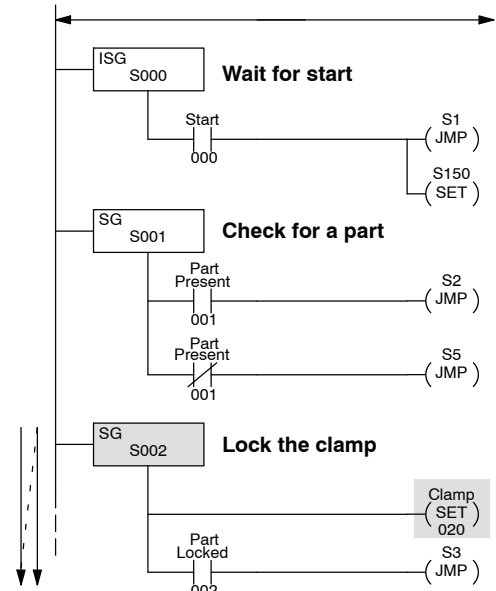 ISG
S000
Wait for start
Start
000
S1
JMP
S150
SET
SG
S001
Check for a part
Part
Present
001
S2
JMP
Part
Present
001
S5
JMP
SG
S002
Lock the clamp
Clamp
SET
020
Part
Locked
002
S3
JMP